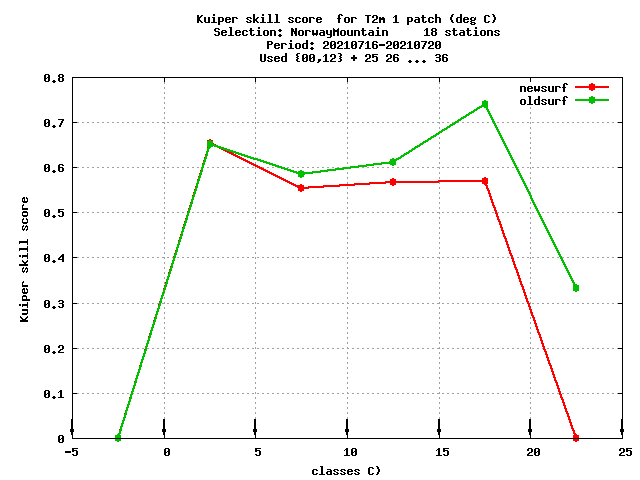 Kuiper skill score for T2m 1 patch (deg C)
Selection: NorwayMountain 18 stations
Period: 20210716-20210720
Used {00,12} + 25 26 ... 36
newsurf
oldsurf
0.8
0.7
0.6
0.5
0.4
0.3
0.2
0.1
0
Kuiper skill score
-5 0 5 10 15 20 25
classes C)